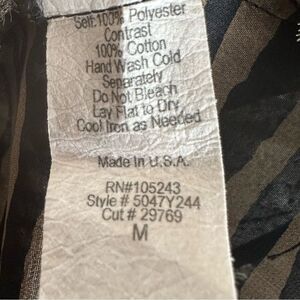 Self:100% Polyester
Contrast
100% Cotton
Hand Wash Cold
Separately
Do Not Bleach
Lay Flat to Dry
Cool Iron as Needed
Made In U.S.A.
RN#105243
Style # 5047Y244
Cut # 29769
M